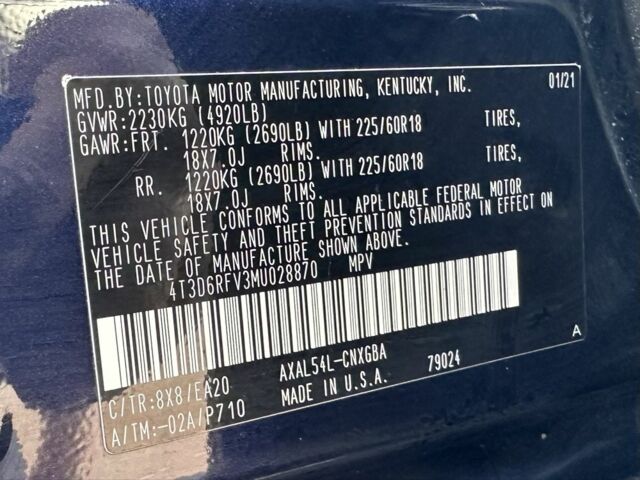 MFD.BY:TOYOTA MOTOR MANUFACTURING, KENTUCKY, INC. 01/21
GVWR:2230KG (4920LB)
GAWR:FRT. 1220KG (2690LB) WITH 225/60R18 TIRES,
18X7.0J RIMS.
RR. 1220KG (2690LB) WITH 225/60R18 TIRES,
18X7.0J RIMS.
THIS VEHICLE CONFORMS TO ALL APPLICABLE FEDERAL MOTOR
VEHICLE SAFETY AND THEFT PREVENTION STANDARDS IN EFFECT ON
THE DATE OF MANUFACTURE SHOWN ABOVE.
4T3D6RFV3MU028870 MPV
A
C/TR:8X8/EA20 AXAL54L-CNXGBA 79024
A/TM:-02A/P710 MADE IN U.S.A.